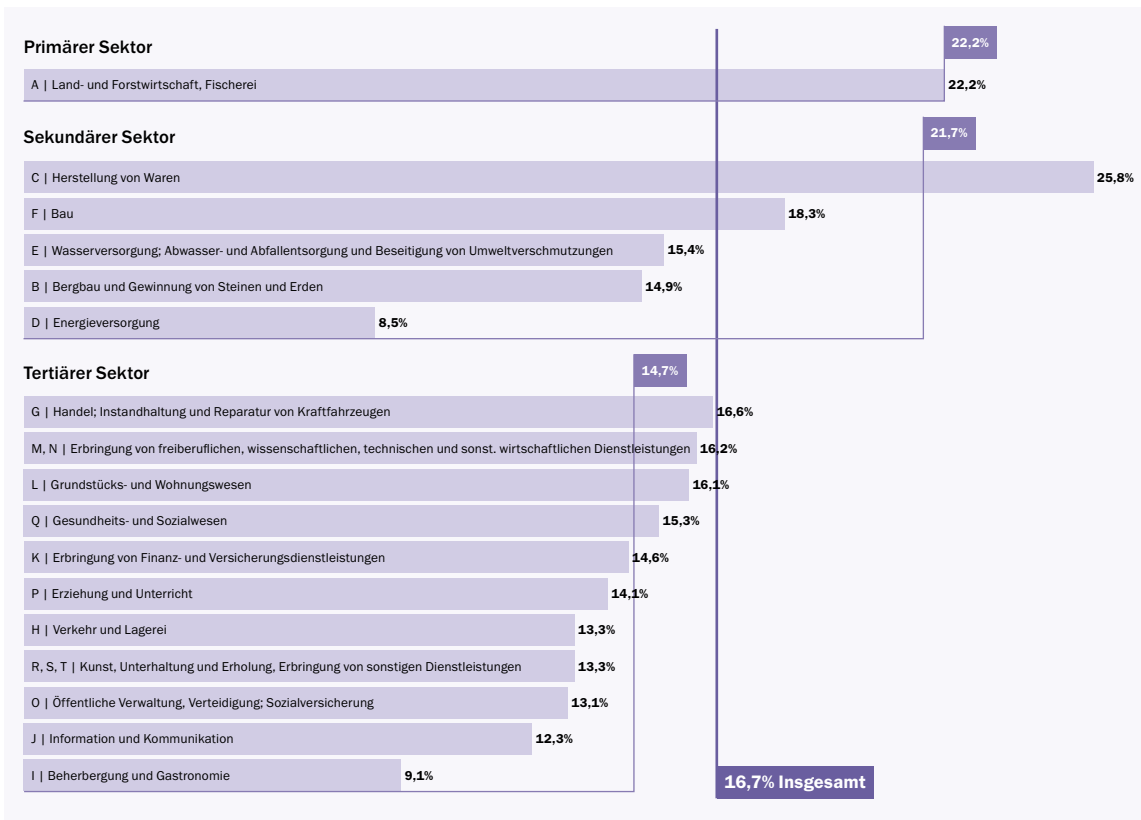 Primärer Sektor
22,2%
A | Land- und Forstwirtschaft, Fischerei
22,2%
Sekundärer Sektor
21,7%
C | Herstellung von Waren
25,8%
F | Bau
18,3%
E | Wasserversorgung; Abwasser- und Abfallentsorgung und Beseitigung von Umweltverschmutzungen
15,4%
B | Bergbau und Gewinnung von Steinen und Erden
14,9%
D | Energieversorgung
8,5%
Tertiärer Sektor
14,7%
G | Handel; Instandhaltung und Reparatur von Kraftfahrzeugen
16,6%
M, N | Erbringung von freiberuflichen, wissenschaftlichen, technischen und sonst. wirtschaftlichen Dienstleistungen
16,2%
L | Grundstücks- und Wohnungswesen
16,1%
Q | Gesundheits- und Sozialwesen
15,3%
K | Erbringung von Finanz- und Versicherungsdienstleistungen
14,6%
P | Erziehung und Unterricht
14,1%
H | Verkehr und Lagerei
13,3%
R, S, T | Kunst, Unterhaltung und Erholung, Erbringung von sonstigen Dienstleistungen
13,3%
O | Öffentliche Verwaltung, Verteidigung; Sozialversicherung
13,1%
J | Information und Kommunikation
12,3%
I | Beherbergung und Gastronomie
9,1%
16,7% Insgesamt